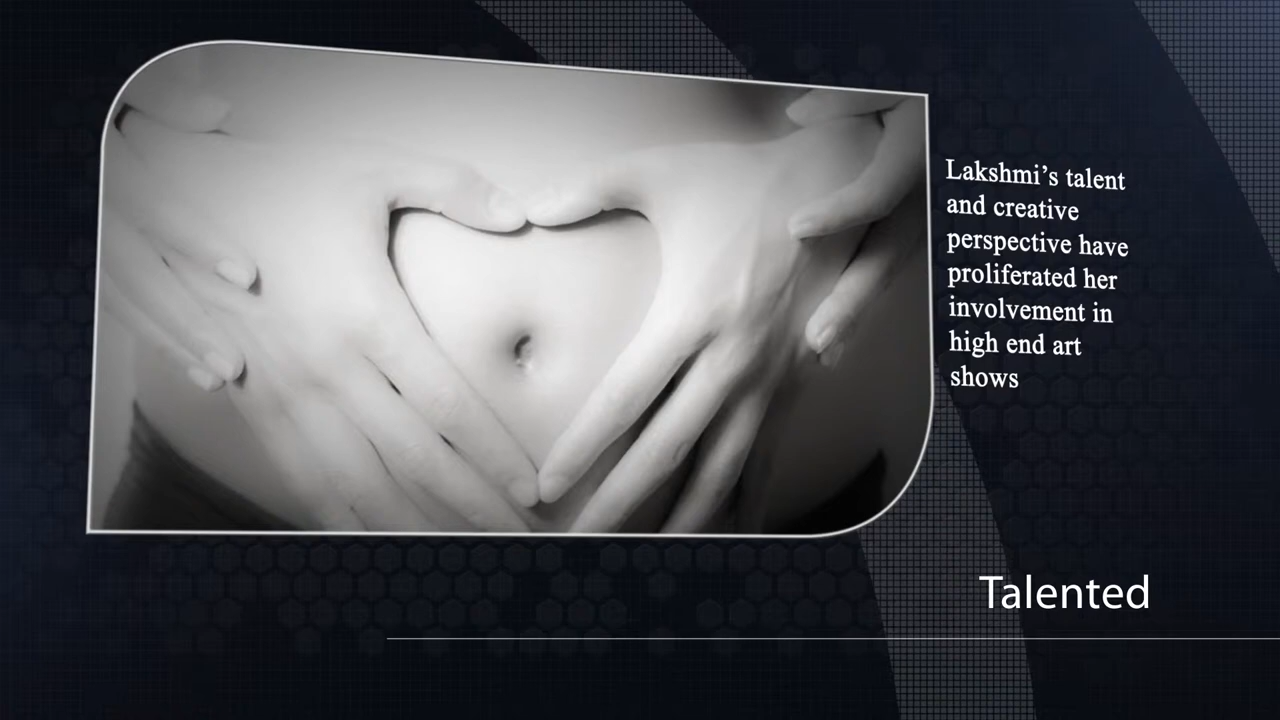 Lakshmi’s talent
and creative
perspective have
proliferated her
involvement in
high end art
shows
Talented